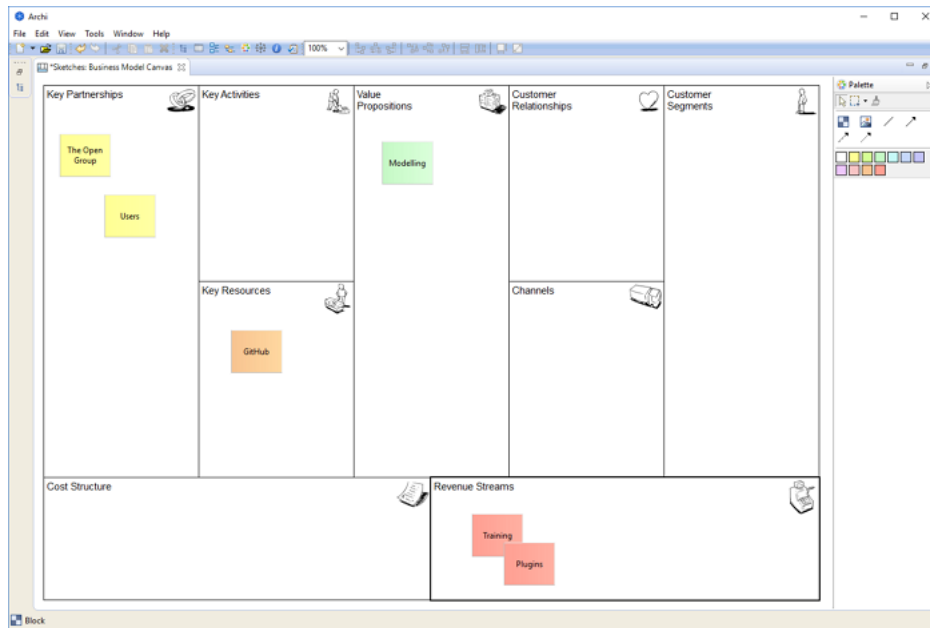 Archi
File Edit View Tools Window Help
100%
*Sketches: Business Model Canvas
Palette
Key Partnerships
Key Activities
Value
Propositions
Customer
Relationships
Customer
Segments
The Open
Group
Modelling
Users
Key Resources
Channels
GitHub
Cost Structure
Revenue Streams
Training
Plugins
Block